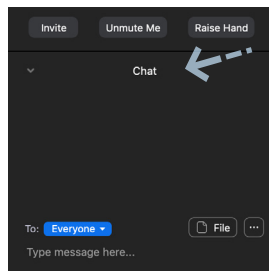 Invite Unmute Me Raise Hand
Chat
To: Everyone File ...
Type message here...